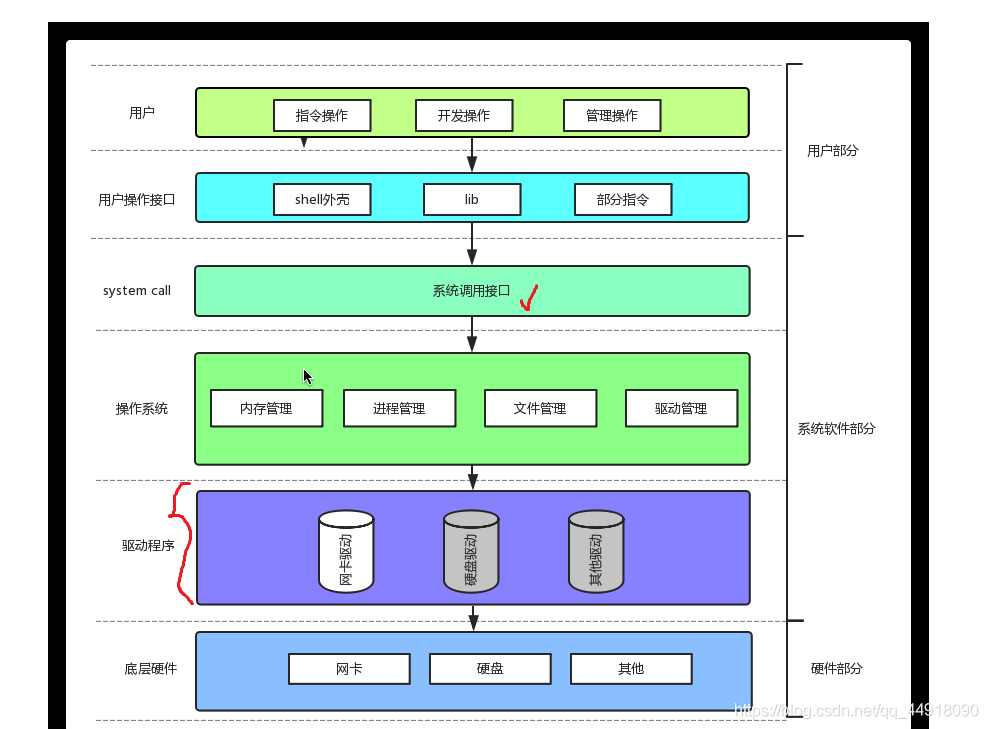 用户
指令操作
开发操作
管理操作
用户部分
用户操作接口
shell外壳
lib
部分指令
system call
系统调用接口
操作系统
内存管理
进程管理
文件管理
驱动管理
系统软件部分
驱动程序
网卡驱动
硬盘驱动
其他驱动
底层硬件
网卡
硬盘
其他
硬件部分
https://blog.csdn.net/qq_44918090